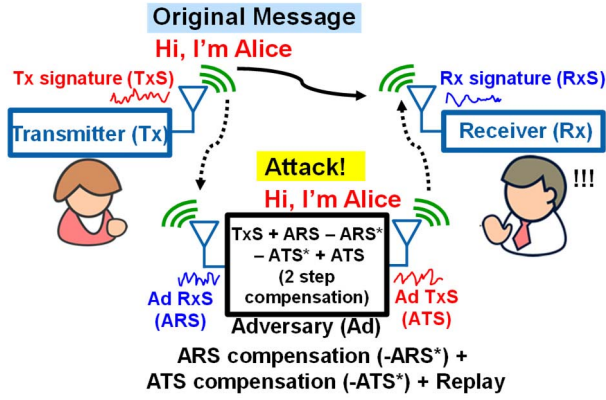 Original Message
Hi, I'm Alice
Tx signature (TxS)
Rx signature (RxS)
Transmitter (Tx)
Receiver (Rx)
!!!
Attack!
Hi, I'm Alice
TxS + ARS – ARS*
– ATS* + ATS
(2 step
compensation)
Ad RxS
(ARS)
Ad TxS
(ATS)
Adversary (Ad)
ARS compensation (-ARS*) +
ATS compensation (-ATS*) + Replay